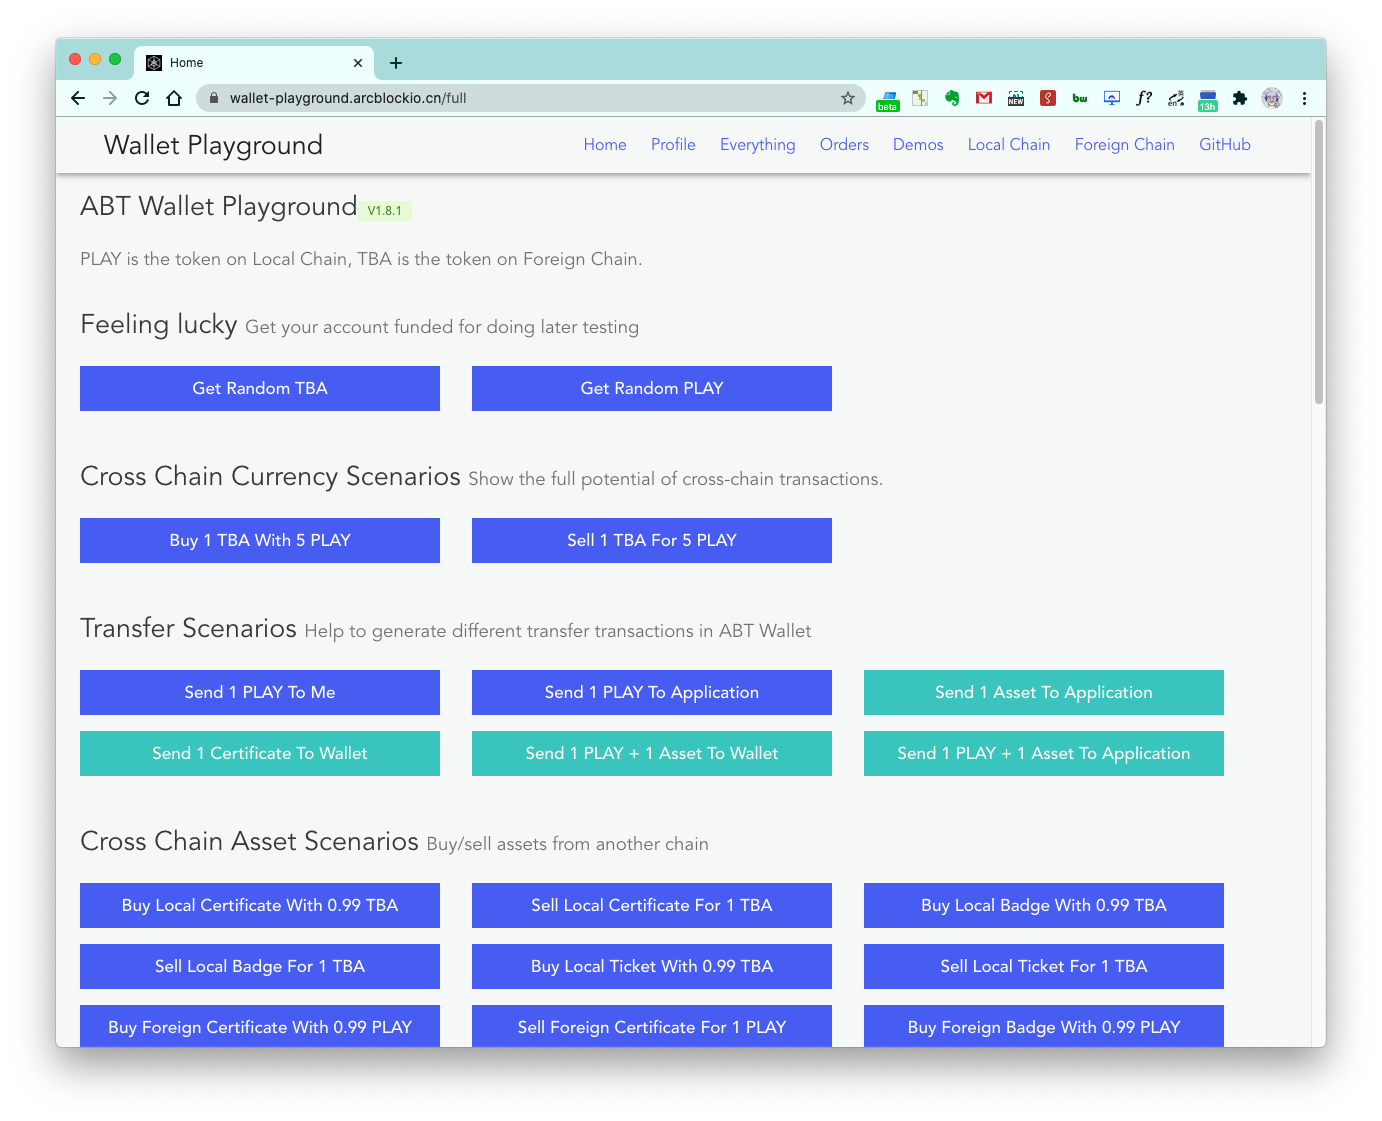 Home
wallet-playground.arcblockio.cn/full
beta
NEW
bw
f?
en
13h
Wallet Playground
Home Profile Everything Orders Demos Local Chain Foreign Chain GitHub
ABT Wallet Playground V1.8.1
PLAY is the token on Local Chain, TBA is the token on Foreign Chain.
Feeling lucky Get your account funded for doing later testing
Get Random TBA Get Random PLAY
Cross Chain Currency Scenarios Show the full potential of cross-chain transactions.
Buy 1 TBA With 5 PLAY Sell 1 TBA For 5 PLAY
Transfer Scenarios Help to generate different transfer transactions in ABT Wallet
Send 1 PLAY To Me Send 1 PLAY To Application Send 1 Asset To Application
Send 1 Certificate To Wallet Send 1 PLAY + 1 Asset To Wallet Send 1 PLAY + 1 Asset To Application
Cross Chain Asset Scenarios Buy/sell assets from another chain
Buy Local Certificate With 0.99 TBA Sell Local Certificate For 1 TBA Buy Local Badge With 0.99 TBA
Sell Local Badge For 1 TBA Buy Local Ticket With 0.99 TBA Sell Local Ticket For 1 TBA
Buy Foreign Certificate With 0.99 PLAY Sell Foreign Certificate For 1 PLAY Buy Foreign Badge With 0.99 PLAY